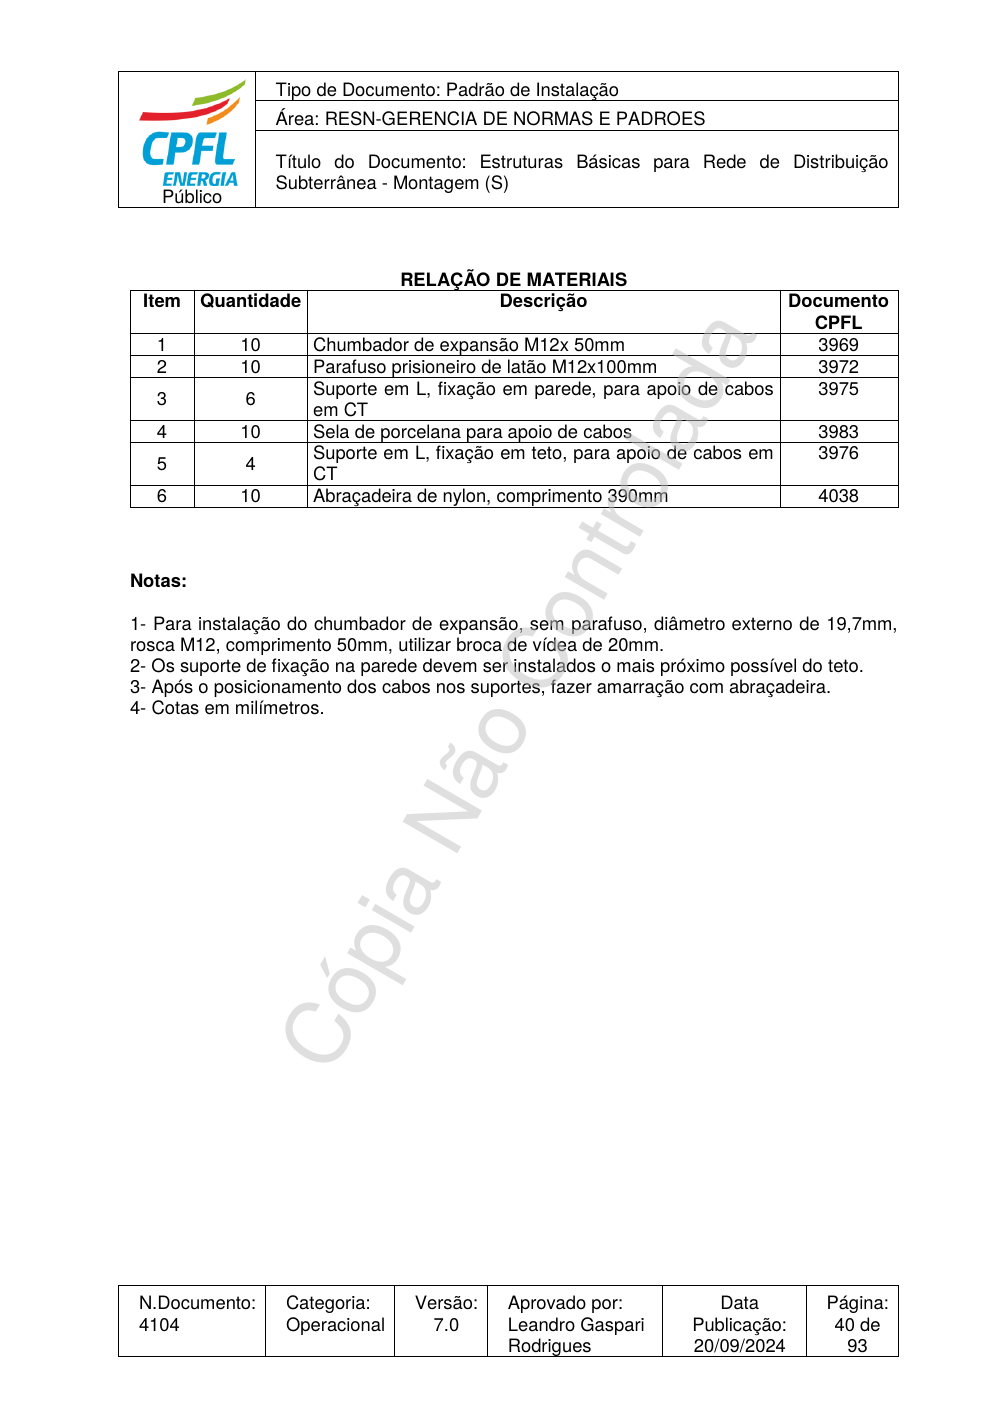 CPFL
ENERGIA
Público
Tipo de Documento: Padrão de Instalação
Área: RESN-GERENCIA DE NORMAS E PADROES
Título do Documento: Estruturas Básicas para Rede de Distribuição
Subterrânea - Montagem (S)
RELAÇÃO DE MATERIAIS
Item Quantidade Descrição Documento
CPFL
1 10 Chumbador de expansão M12x 50mm 3969
2 10 Parafuso prisioneiro de latão M12x100mm 3972
3 6 Suporte em L, fixação em parede, para apoio de cabos 3975
em CT
4 10 Sela de porcelana para apoio de cabos 3983
5 4 Suporte em L, fixação em teto, para apoio de cabos em 3976
CT
6 10 Abraçadeira de nylon, comprimento 390mm 4038
Notas:
1- Para instalação do chumbador de expansão, sem parafuso, diâmetro externo de 19,7mm,
rosca M12, comprimento 50mm, utilizar broca de vídea de 20mm.
2- Os suporte de fixação na parede devem ser instalados o mais próximo possível do teto.
3- Após o posicionamento dos cabos nos suportes, fazer amarração com abraçadeira.
4- Cotas em milímetros.
Cópia Não Controlada
N.Documento: Categoria: Versão: Aprovado por: Data Página:
4104 Operacional 7.0 Leandro Gaspari Publicação: 40 de
Rodrigues 20/09/2024 93